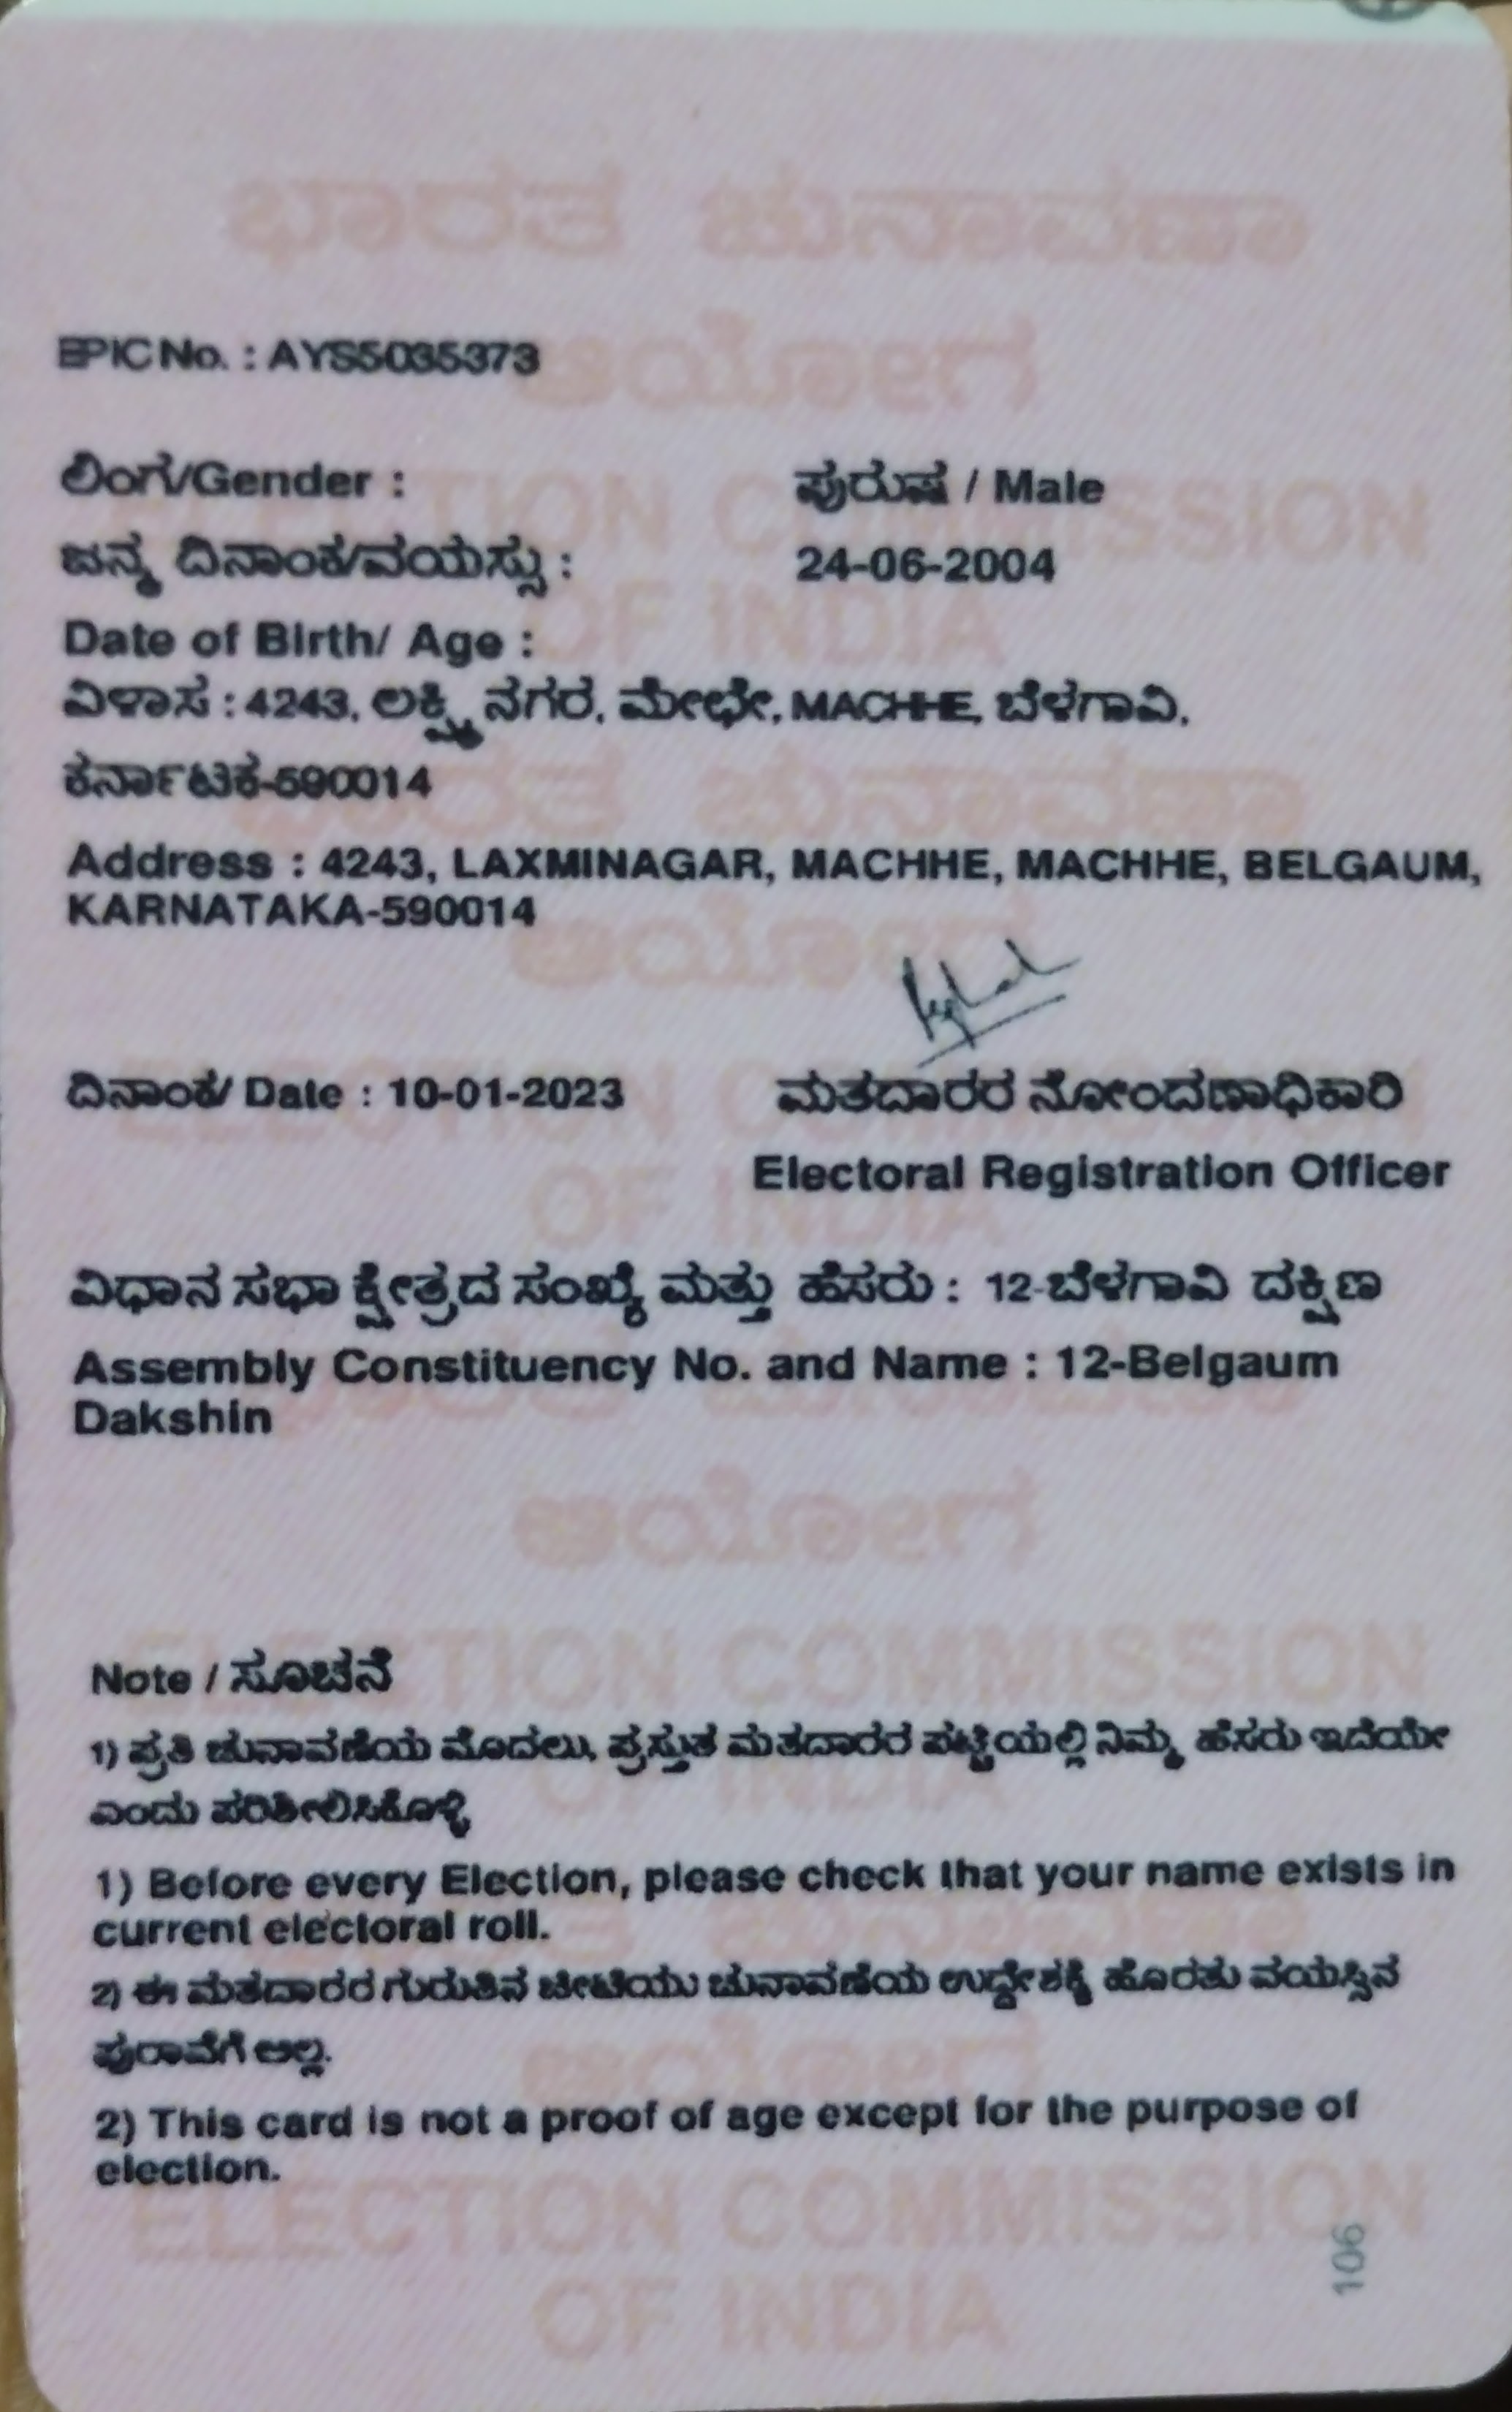 EPIC No. : AYS5035373
ಲಿಂಗ/Gender : ಪುರುಷ / Male
ಜನ್ಮ ದಿನಾಂಕ/ವಯಸ್ಸು : 24-06-2004
Date of Birth/ Age :
ವಿಳಾಸ : 4243, ಲಕ್ಷ್ಮಿ ನಗರ, ಮೇಛೇ, MACHHE, ಬೆಳಗಾವಿ,
ಕರ್ನಾಟಕ-590014
Address : 4243, LAXMINAGAR, MACHHE, MACHHE, BELGAUM,
KARNATAKA-590014
ದಿನಾಂಕ/ Date : 10-01-2023 ಮತದಾರರ ನೋಂದಣಾಧಿಕಾರಿ
Electoral Registration Officer
ವಿಧಾನ ಸಭಾ ಕ್ಷೇತ್ರದ ಸಂಖ್ಯೆ ಮತ್ತು ಹೆಸರು : 12-ಬೆಳಗಾವಿ ದಕ್ಷಿಣ
Assembly Constituency No. and Name : 12-Belgaum
Dakshin
Note / ಸೂಚನೆ
1) ಪ್ರತಿ ಚುನಾವಣೆಯ ಮೊದಲು, ಪ್ರಸ್ತುತ ಮತದಾರರ ಪಟ್ಟಿಯಲ್ಲಿ ನಿಮ್ಮ ಹೆಸರು ಇದೆಯೇ
ಎಂದು ಪರಿಶೀಲಿಸಿಕೊಳ್ಳಿ
1) Before every Election, please check that your name exists in
current electoral roll.
2) ಈ ಮತದಾರರ ಗುರುತಿನ ಚೀಟಿಯು ಚುನಾವಣೆಯ ಉದ್ದೇಶಕ್ಕೆ ಹೊರತು ವಯಸ್ಸಿನ
ಪುರಾವೆಗೆ ಅಲ್ಲ.
2) This card is not a proof of age except for the purpose of
election.
106
ELECTION COMMISSION
OF INDIA